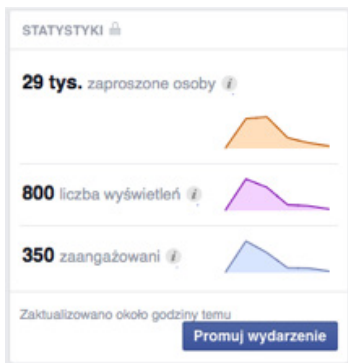 STATYSTYKI
29 tys. zaproszone osoby i
800 liczba wyświetleń i
350 zaangażowani i
Zaktualizowano około godziny temu
Promuj wydarzenie